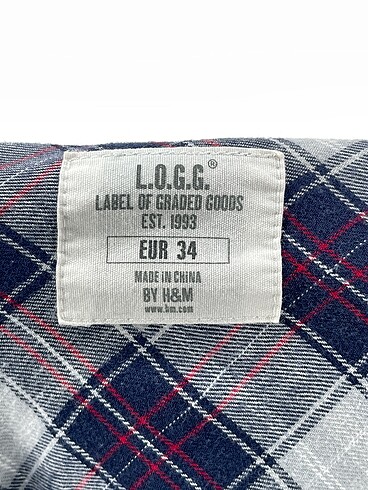 L.O.G.G.®
LABEL OF GRADED GOODS
EST. 1993
EUR 34
MADE IN CHINA
BY H&M
www.hm.com